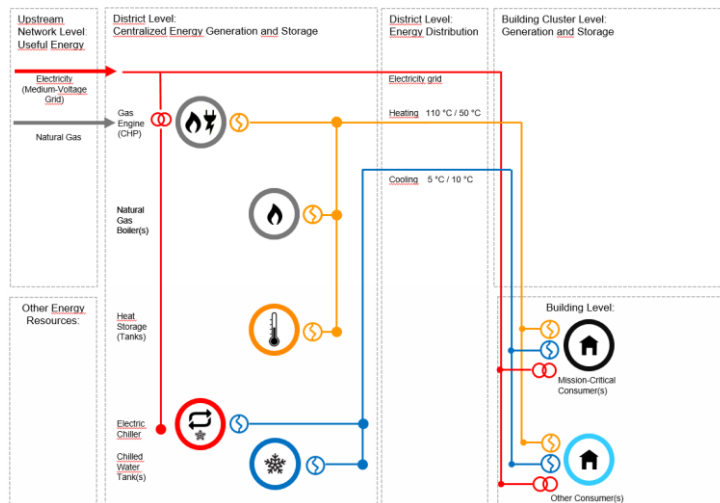 Upstream
Network Level:
Useful Energy
District Level:
Centralized Energy Generation and Storage
District Level:
Energy Distribution
Building Cluster Level:
Generation and Storage
Electricity
(Medium-Voltage
Grid)
Natural Gas
Gas
Engine
(CHP)
Electricity grid
Heating 110 °C / 50 °C
Cooling 5 °C / 10 °C
Natural
Gas
Boiler(s)
Other Energy
Resources:
Heat
Storage
(Tanks)
Building Level:
Mission-Critical
Consumer(s)
Electric
Chiller
Chilled
Water
Tank(s)
Other Consumer(s)